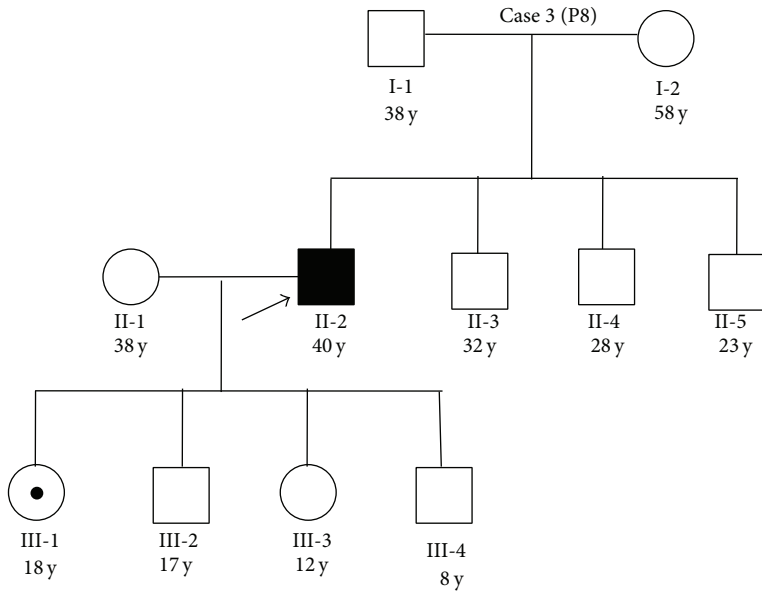 Case 3 (P8)
I-1
38 y
I-2
58 y
II-1
38 y
II-2
40 y
II-3
32 y
II-4
28 y
II-5
23 y
III-1
18 y
III-2
17 y
III-3
12 y
III-4
8 y